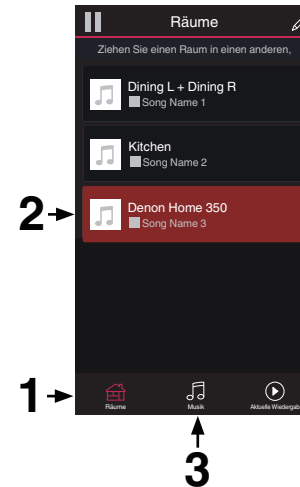 Räume
Ziehen Sie einen Raum in einen anderen,
Dining L + Dining R
Song Name 1
Kitchen
Song Name 2
2
Denon Home 350
Song Name 3
1
Räume
Musik
Aktuelle Wiedergab
3